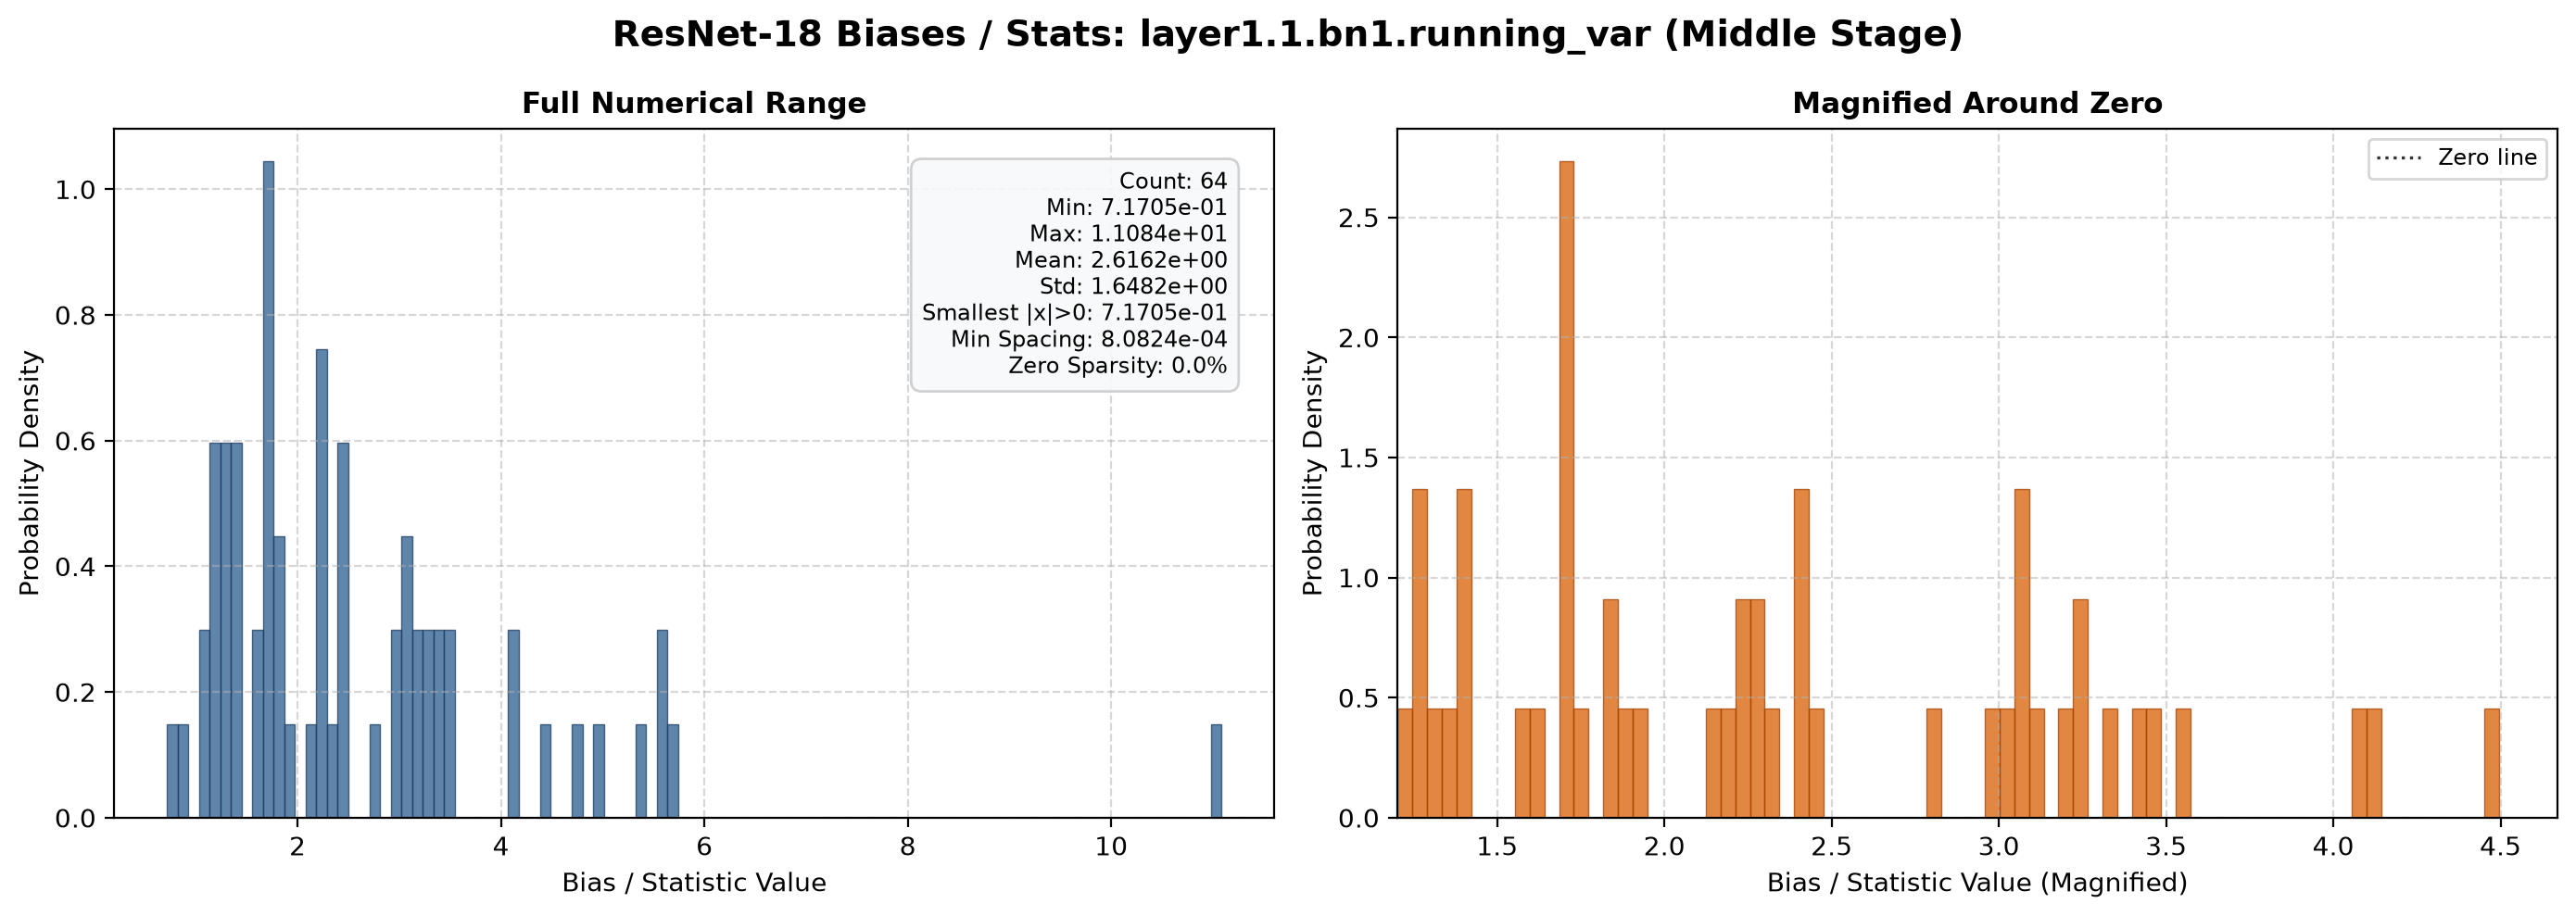 ResNet-18 Biases / Stats: layer1.1.bn1.running_var (Middle Stage)
Full Numerical Range
Probability Density
1.0
0.8
0.6
0.4
0.2
0.0
2
4
6
8
10
Bias / Statistic Value
Count: 64
Min: 7.1705e-01
Max: 1.1084e+01
Mean: 2.6162e+00
Std: 1.6482e+00
Smallest |x|>0: 7.1705e-01
Min Spacing: 8.0824e-04
Zero Sparsity: 0.0%
Magnified Around Zero
Probability Density
2.5
2.0
1.5
1.0
0.5
0.0
1.5
2.0
2.5
3.0
3.5
4.0
4.5
Bias / Statistic Value (Magnified)
Zero line